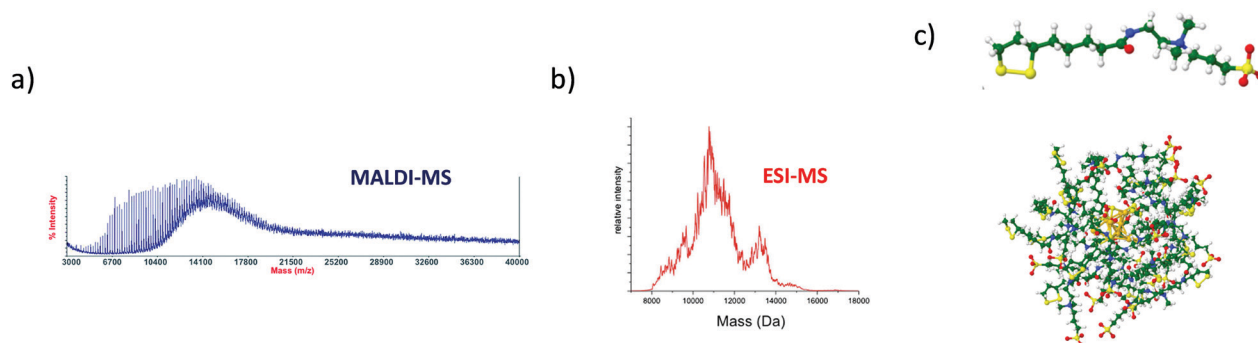 a)
MALDI-MS
% Intensity
3000 6700 10400 14100 17800 21500 25200 28900 32600 36300 40000
Mass (m/z)
b)
ESI-MS
relative intensity
8000 10000 12000 14000 16000 18000
Mass (Da)
c)